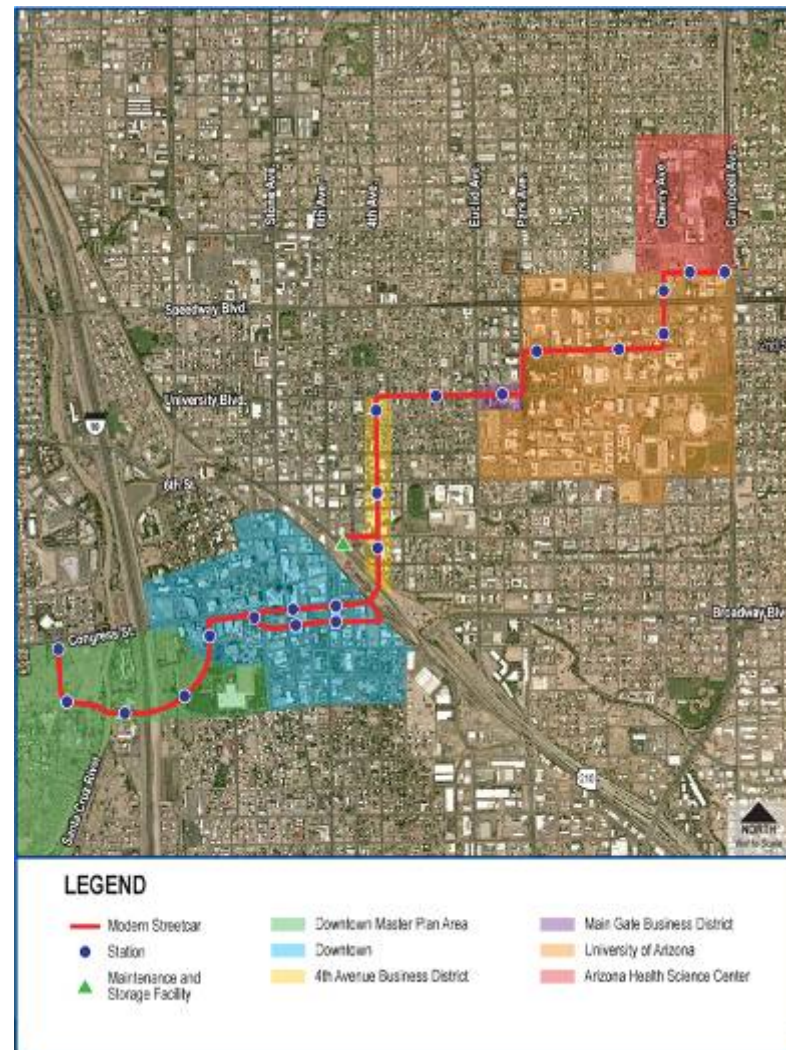 Stone Ave.
6th Ave.
4th Ave.
Euclid Ave.
Park Ave.
Cherry Ave.
Campbell Ave.
Speedway Blvd.
University Blvd.
10
6th St.
Broadway Blvd
Congress St.
Santa Cruz River
210
NORTH
Not to Scale
LEGEND
Modern Streetcar
Station
Maintenance and
Storage Facility
Downtown Master Plan Area
Downtown
4th Avenue Business District
Main Gate Business District
University of Arizona
Arizona Health Science Center